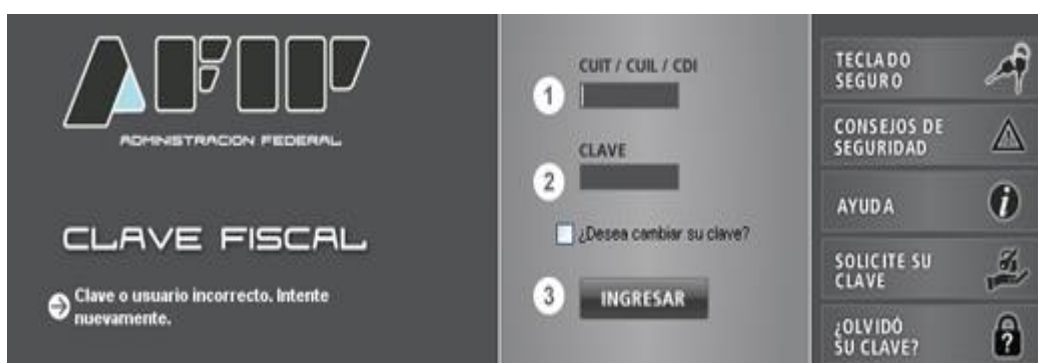 AFIP
ADMINISTRACION FEDERAL
CLAVE FISCAL
Clave o usuario incorrecto. Intente
nuevamente.
CUIT / CUIL / CDI
1
CLAVE
2
¿Desea cambiar su clave?
3
INGRESAR
TECLADO
SEGURO
CONSEJOS DE
SEGURIDAD
AYUDA
SOLICITE SU
CLAVE
¿OLVIDÓ
SU CLAVE?